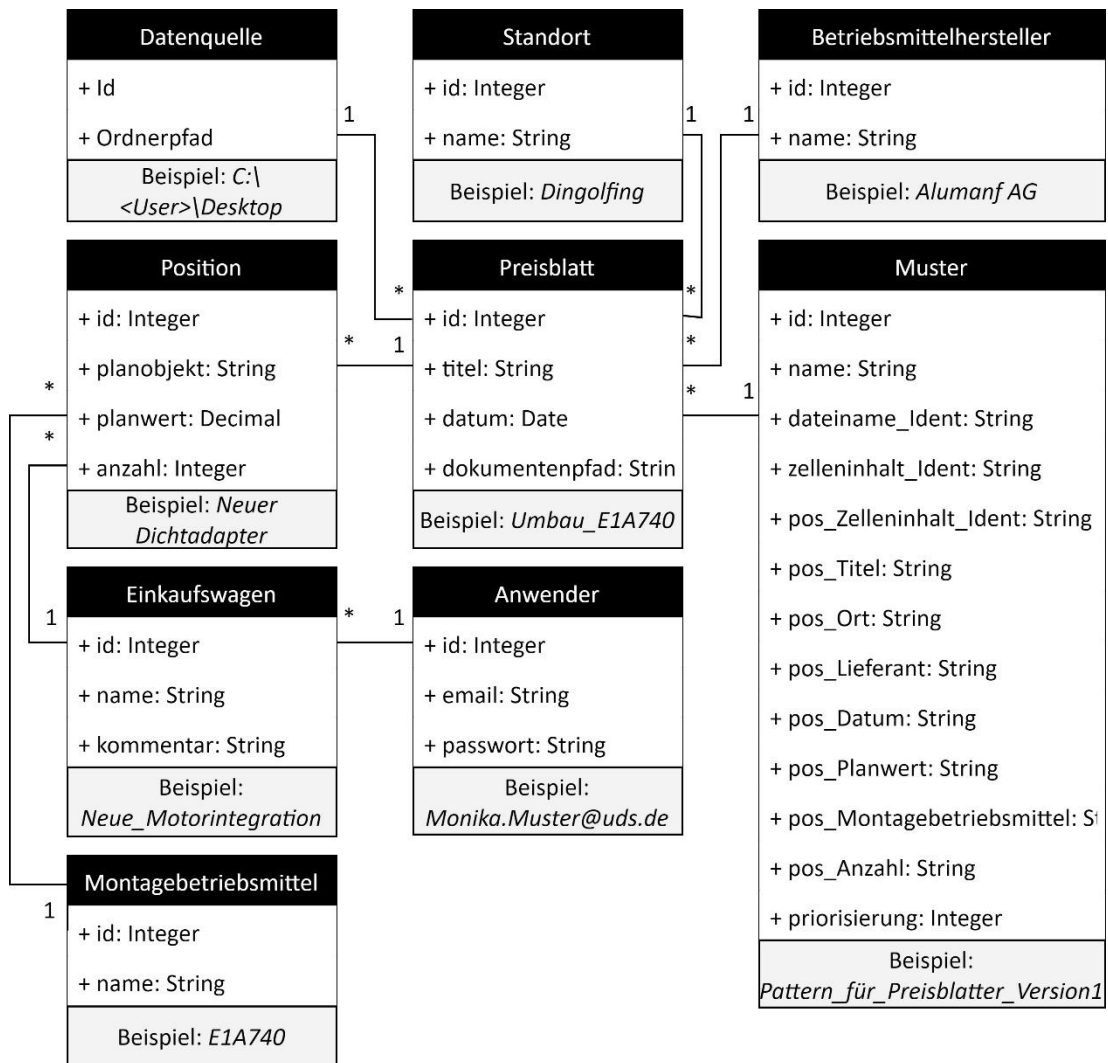 Datenquelle
+ Id
+ Ordnerpfad
Beispiel: C:\
<User>\Desktop
1
*
Standort
+ id: Integer
+ name: String
Beispiel: Dingolfing
1
*
Betriebsmittelhersteller
+ id: Integer
+ name: String
Beispiel: Alumanf AG
1
*
Position
+ id: Integer
+ planobjekt: String
+ planwert: Decimal
+ anzahl: Integer
Beispiel: Neuer
Dichtadapter
*
*
*
1
Preisblatt
+ id: Integer
+ titel: String
+ datum: Date
+ dokumentenpfad: Strin
Beispiel: Umbau_E1A740
*
1
Muster
+ id: Integer
+ name: String
+ dateiname_Ident: String
+ zelleninhalt_Ident: String
+ pos_Zelleninhalt_Ident: String
+ pos_Titel: String
+ pos_Ort: String
+ pos_Lieferant: String
+ pos_Datum: String
+ pos_Planwert: String
+ pos_Montagebetriebsmittel: St
+ pos_Anzahl: String
+ priorisierung: Integer
Beispiel:
Pattern_für_Preisblatter_Version1
Einkaufswagen
+ id: Integer
+ name: String
+ kommentar: String
Beispiel:
Neue_Motorintegration
1
*
1
Anwender
+ id: Integer
+ email: String
+ passwort: String
Beispiel:
Monika.Muster@uds.de
Montagebetriebsmittel
1
+ id: Integer
+ name: String
Beispiel: E1A740